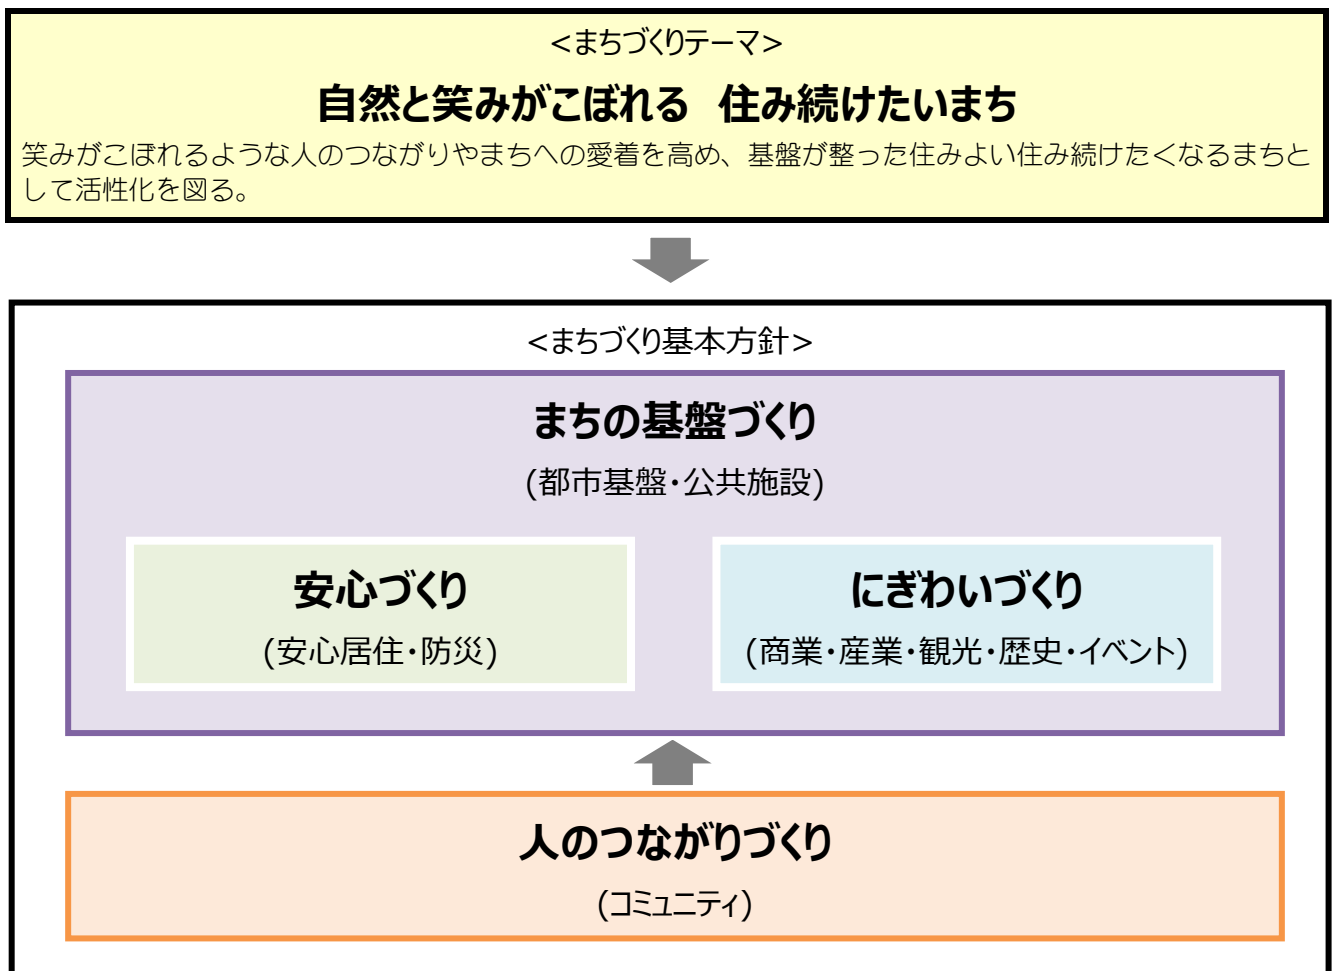 <まちづくりテーマ>
自然と笑みがこぼれる　住み続けたいまち
笑みがこぼれるような人のつながりやまちへの愛着を高め、基盤が整った住みよい住み続けたくなるまちと
して活性化を図る。
<まちづくり基本方針>
まちの基盤づくり
(都市基盤・公共施設)
安心づくり
(安心居住・防災)
にぎわいづくり
(商業・産業・観光・歴史・イベント)
人のつながりづくり
(コミュニティ)